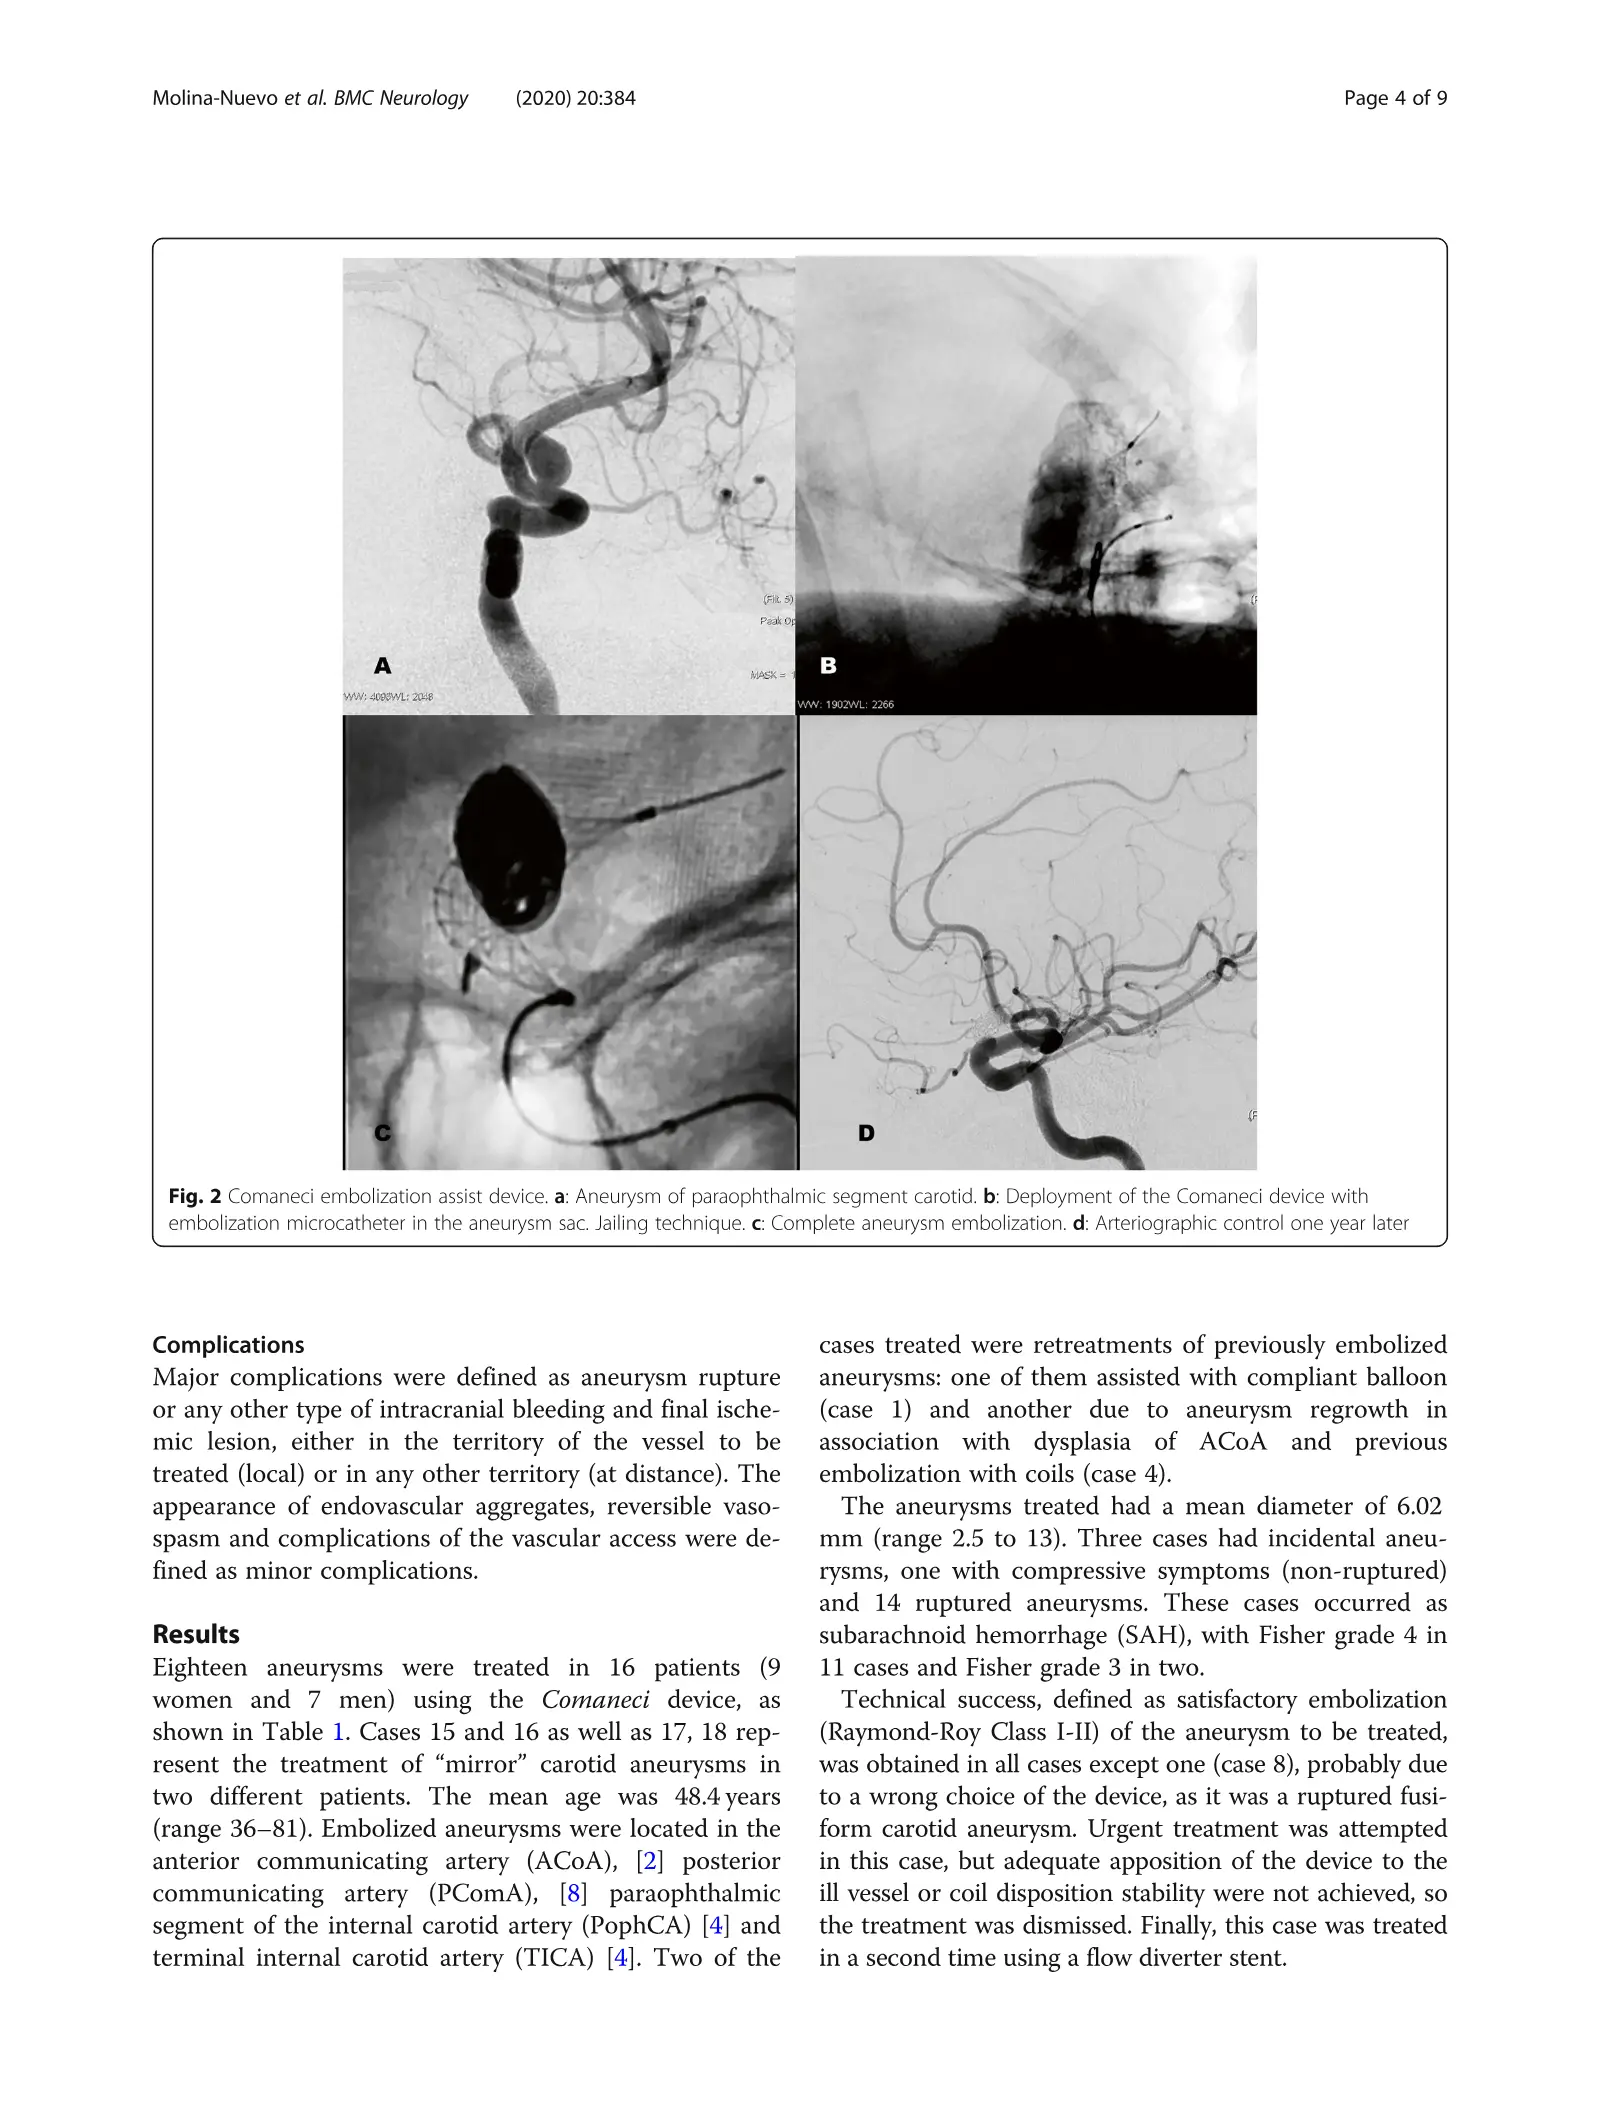 Molina-Nuevo et al. BMC Neurology (2020) 20:384 Page 4 of 9
(Filt. 5)
Peak Op
A
MASK = 1
WW: 4093WL: 2048
B
WW: 1902WL: 2266
C
D
Fig. 2 Comaneci embolization assist device. a: Aneurysm of paraophthalmic segment carotid. b: Deployment of the Comaneci device with
embolization microcatheter in the aneurysm sac. Jailing technique. c: Complete aneurysm embolization. d: Arteriographic control one year later
Complications
Major complications were defined as aneurysm rupture
or any other type of intracranial bleeding and final ische-
mic lesion, either in the territory of the vessel to be
treated (local) or in any other territory (at distance). The
appearance of endovascular aggregates, reversible vaso-
spasm and complications of the vascular access were de-
fined as minor complications.
Results
Eighteen aneurysms were treated in 16 patients (9
women and 7 men) using the Comaneci device, as
shown in Table 1. Cases 15 and 16 as well as 17, 18 rep-
resent the treatment of “mirror” carotid aneurysms in
two different patients. The mean age was 48.4 years
(range 36–81). Embolized aneurysms were located in the
anterior communicating artery (ACoA), [2] posterior
communicating artery (PComA), [8] paraophthalmic
segment of the internal carotid artery (PophCA) [4] and
terminal internal carotid artery (TICA) [4]. Two of the
cases treated were retreatments of previously embolized
aneurysms: one of them assisted with compliant balloon
(case 1) and another due to aneurysm regrowth in
association with dysplasia of ACoA and previous
embolization with coils (case 4).
The aneurysms treated had a mean diameter of 6.02
mm (range 2.5 to 13). Three cases had incidental aneu-
rysms, one with compressive symptoms (non-ruptured)
and 14 ruptured aneurysms. These cases occurred as
subarachnoid hemorrhage (SAH), with Fisher grade 4 in
11 cases and Fisher grade 3 in two.
Technical success, defined as satisfactory embolization
(Raymond-Roy Class I-II) of the aneurysm to be treated,
was obtained in all cases except one (case 8), probably due
to a wrong choice of the device, as it was a ruptured fusi-
form carotid aneurysm. Urgent treatment was attempted
in this case, but adequate apposition of the device to the
ill vessel or coil disposition stability were not achieved, so
the treatment was dismissed. Finally, this case was treated
in a second time using a flow diverter stent.